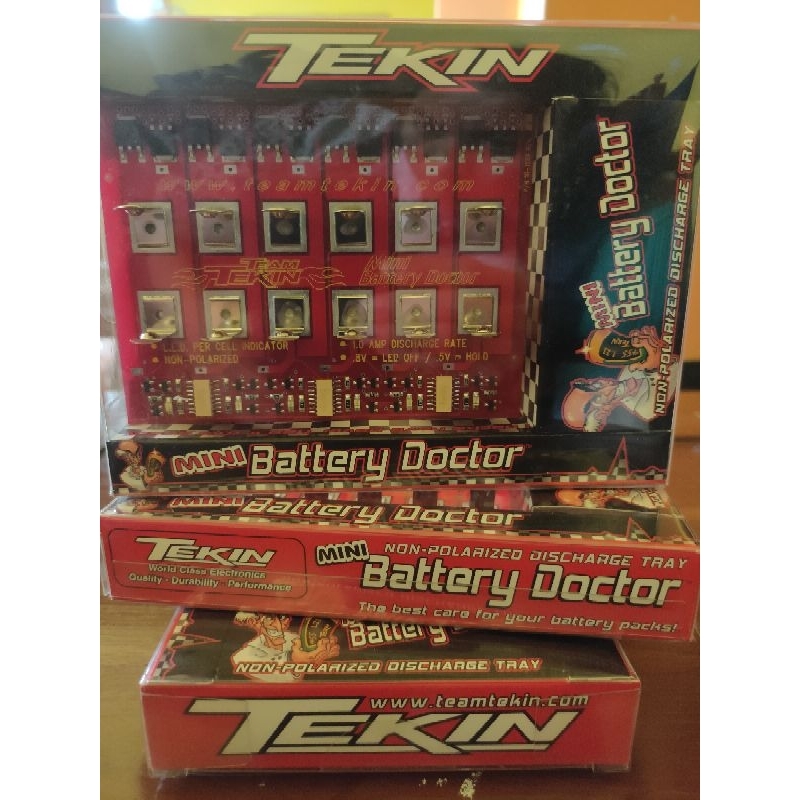 TEKIN
www.teamtekin.com
TEAM
TEKIN
Mini
Battery Doctor
L.E.D. PER CELL INDICATOR
NON-POLARIZED
1.0 AMP DISCHARGE RATE
.8V = LED OFF / .5V = HOLD
MINI
Battery Doctor
NON-POLARIZED DISCHARGE TRAY
MINI Battery Doctor
MINI Battery Doctor
TEKIN
World Class Electronics
Quality - Durability - Performance
MINI
NON-POLARIZED DISCHARGE TRAY
Battery Doctor
The best care for your battery packs!
Battery
NON-POLARIZED DISCHARGE TRAY
www.teamtekin.com
TEKIN